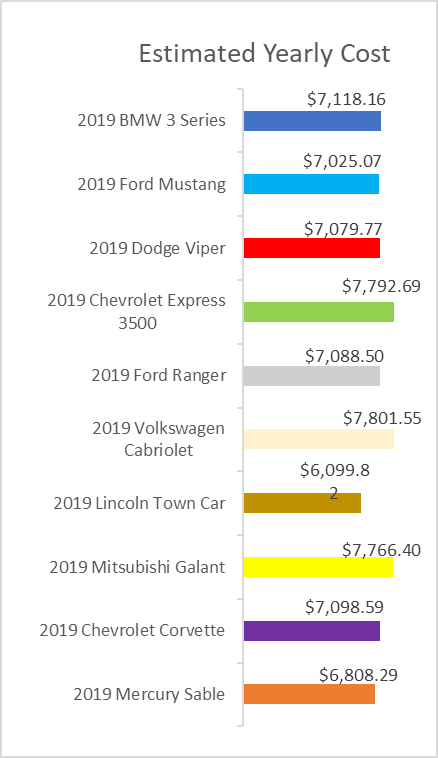 Estimated Yearly Cost
$7,118.16
2019 BMW 3 Series
$7,025.07
2019 Ford Mustang
$7,079.77
2019 Dodge Viper
$7,792.69
2019 Chevrolet Express
3500
$7,088.50
2019 Ford Ranger
$7,801.55
2019 Volkswagen
Cabriolet
$6,099.8
2
2019 Lincoln Town Car
$7,766.40
2019 Mitsubishi Galant
$7,098.59
2019 Chevrolet Corvette
$6,808.29
2019 Mercury Sable